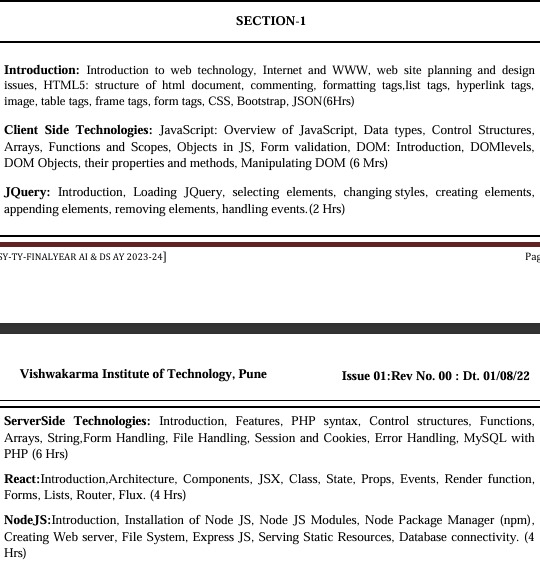 SECTION-1
Introduction: Introduction to web technology, Internet and WWW, web site planning and design
issues, HTML5: structure of html document, commenting, formatting tags,list tags, hyperlink tags,
image, table tags, frame tags, form tags, CSS, Bootstrap, JSON(6Hrs)
Client Side Technologies: JavaScript: Overview of JavaScript, Data types, Control Structures,
Arrays, Functions and Scopes, Objects in JS, Form validation, DOM: Introduction, DOMlevels,
DOM Objects, their properties and methods, Manipulating DOM (6 Mrs)
JQuery: Introduction, Loading JQuery, selecting elements, changing styles, creating elements,
appending elements, removing elements, handling events.(2 Hrs)
SY-TY-FINALYEAR AI & DS AY 2023-24] Pag
Vishwakarma Institute of Technology, Pune Issue 01:Rev No. 00 : Dt. 01/08/22
ServerSide Technologies: Introduction, Features, PHP syntax, Control structures, Functions,
Arrays, String,Form Handling, File Handling, Session and Cookies, Error Handling, MySQL with
PHP (6 Hrs)
React:Introduction,Architecture, Components, JSX, Class, State, Props, Events, Render function,
Forms, Lists, Router, Flux. (4 Hrs)
NodeJS:Introduction, Installation of Node JS, Node JS Modules, Node Package Manager (npm),
Creating Web server, File System, Express JS, Serving Static Resources, Database connectivity. (4
Hrs)